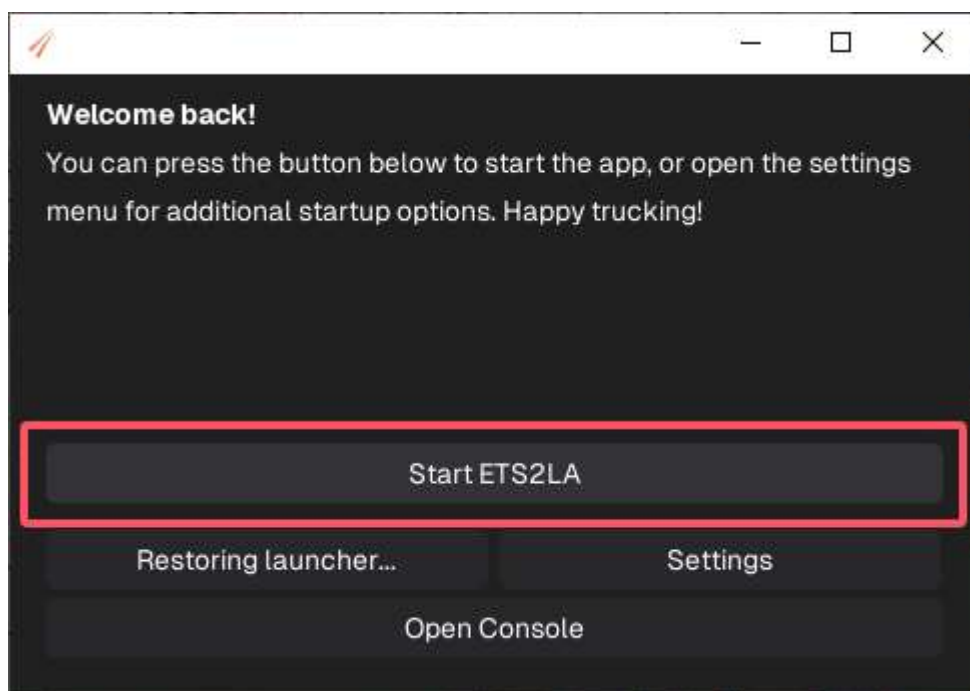 Welcome back!
You can press the button below to start the app, or open the settings
menu for additional startup options. Happy trucking!
Start ETS2LA
Restoring launcher...
Settings
Open Console